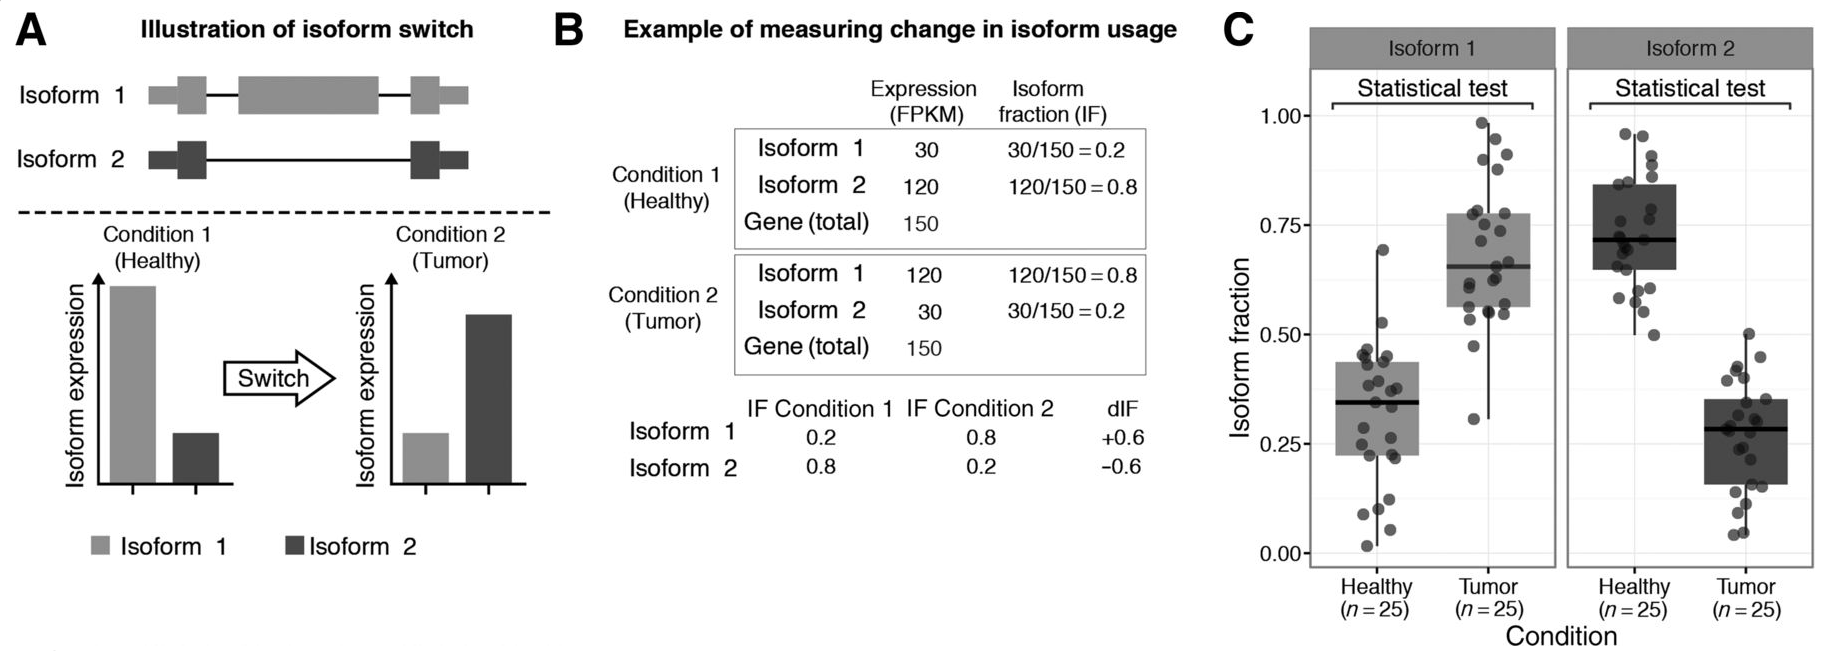 A
Illustration of isoform switch
Isoform 1
Isoform 2
Condition 1
(Healthy)
Condition 2
(Tumor)
Isoform expression
Switch
Isoform expression
Isoform 1
Isoform 2
B
Example of measuring change in isoform usage
Expression
(FPKM)
Isoform
fraction (IF)
Condition 1
(Healthy)
Isoform 1 30 30/150 = 0.2
Isoform 2 120 120/150 = 0.8
Gene (total) 150
Condition 2
(Tumor)
Isoform 1 120 120/150 = 0.8
Isoform 2 30 30/150 = 0.2
Gene (total) 150
IF Condition 1 IF Condition 2 dIF
Isoform 1 0.2 0.8 +0.6
Isoform 2 0.8 0.2 −0.6
C
Isoform 1
Isoform 2
Statistical test
Statistical test
Isoform fraction
1.00
0.75
0.50
0.25
0.00
Healthy
(n = 25)
Tumor
(n = 25)
Healthy
(n = 25)
Tumor
(n = 25)
Condition